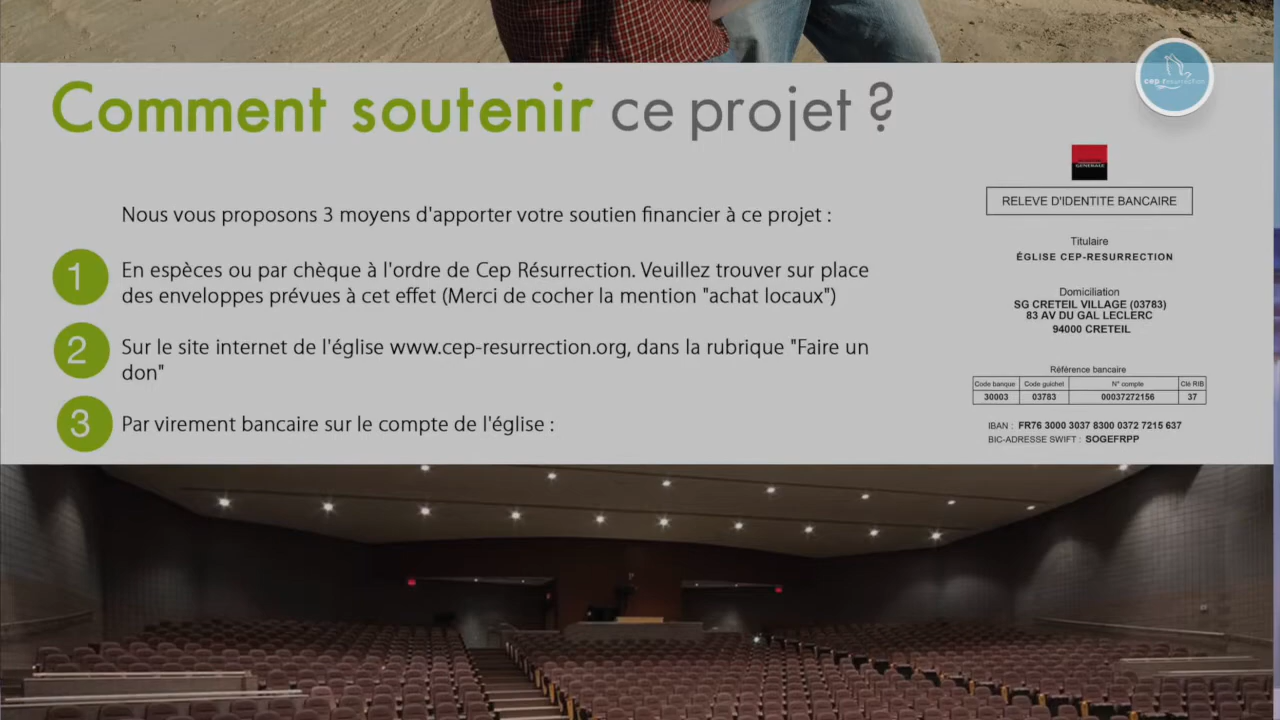 Comment soutenir ce projet ?
cep-resurrection
GENERALE
RELEVE D'IDENTITE BANCAIRE
Nous vous proposons 3 moyens d'apporter votre soutien financier à ce projet :
Titulaire
ÉGLISE CEP-RESURRECTION
1 En espèces ou par chèque à l'ordre de Cep Résurrection. Veuillez trouver sur place
des enveloppes prévues à cet effet (Merci de cocher la mention "achat locaux")
Domiciliation
SG CRETEIL VILLAGE (03783)
83 AV DU GAL LECLERC
94000 CRETEIL
2 Sur le site internet de l'église www.cep-resurrection.org, dans la rubrique "Faire un
don"
Référence bancaire
Code banque Code guichet N° compte Clé RIB
30003 03783 00037272156 37
3 Par virement bancaire sur le compte de l'église :
IBAN : FR76 3000 3037 8300 0372 7215 637
BIC-ADRESSE SWIFT : SOGEFRPP